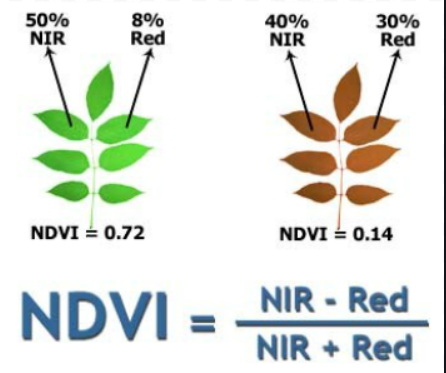 50% 8% 40% 30%
NIR Red NIR Red
NDVI = 0.72 NDVI = 0.14
NDVI = NIR - Red
NIR + Red